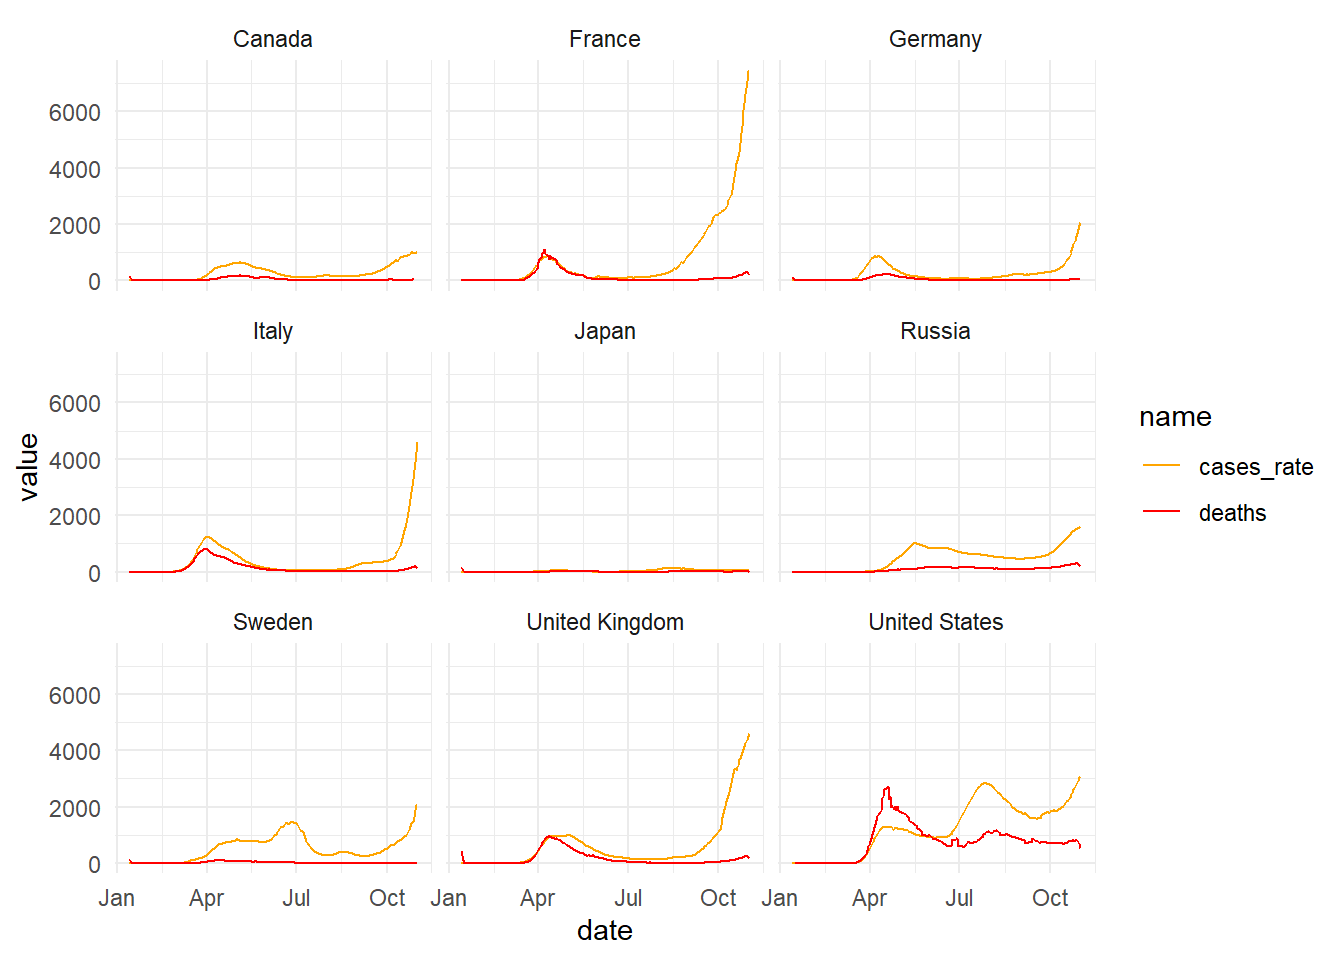 Canada France Germany
6000
4000
2000
0
Italy Japan Russia
6000
4000
2000
0
value
name
cases_rate
deaths
Sweden United Kingdom United States
6000
4000
2000
0
Jan Apr Jul Oct Jan Apr Jul Oct Jan Apr Jul Oct
date